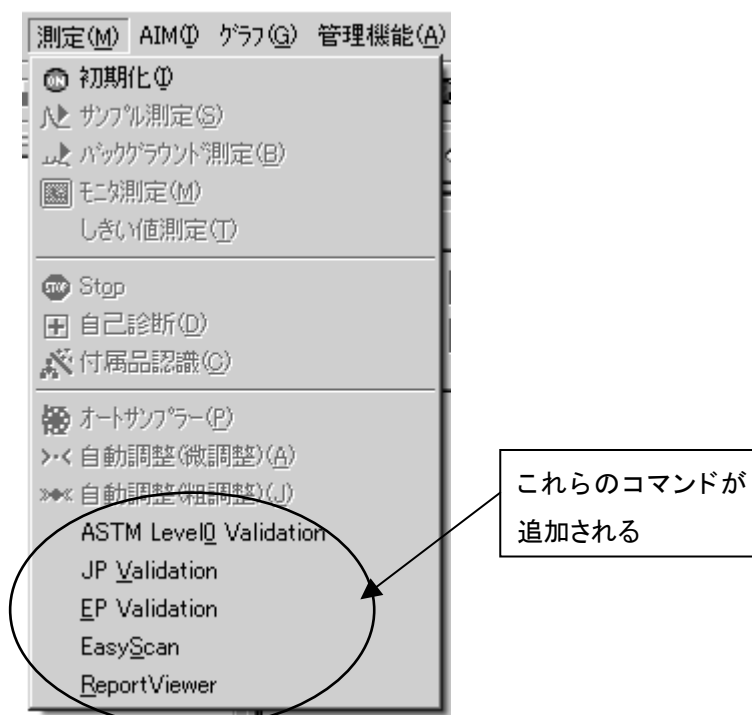 測定(M) AIM(I) グラフ(G) 管理機能(A)
初期化(I)
サンプル測定(S)
バックグラウンド測定(B)
モニタ測定(M)
しきい値測定(T)
Stop
自己診断(D)
付属品認識(C)
オートサンプラー(P)
自動調整(微調整)(A)
自動調整(粗調整)(J)
ASTM Level0 Validation
JP Validation
EP Validation
EasyScan
ReportViewer
これらのコマンドが
追加される